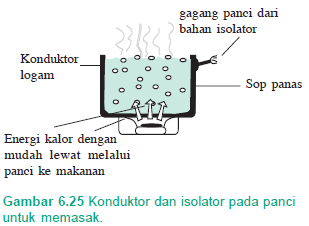 gagang panci dari
bahan isolator
Konduktor
logam
Sop panas
Energi kalor dengan
mudah lewat melalui
panci ke makanan
Gambar 6.25 Konduktor dan isolator pada panci
untuk memasak.